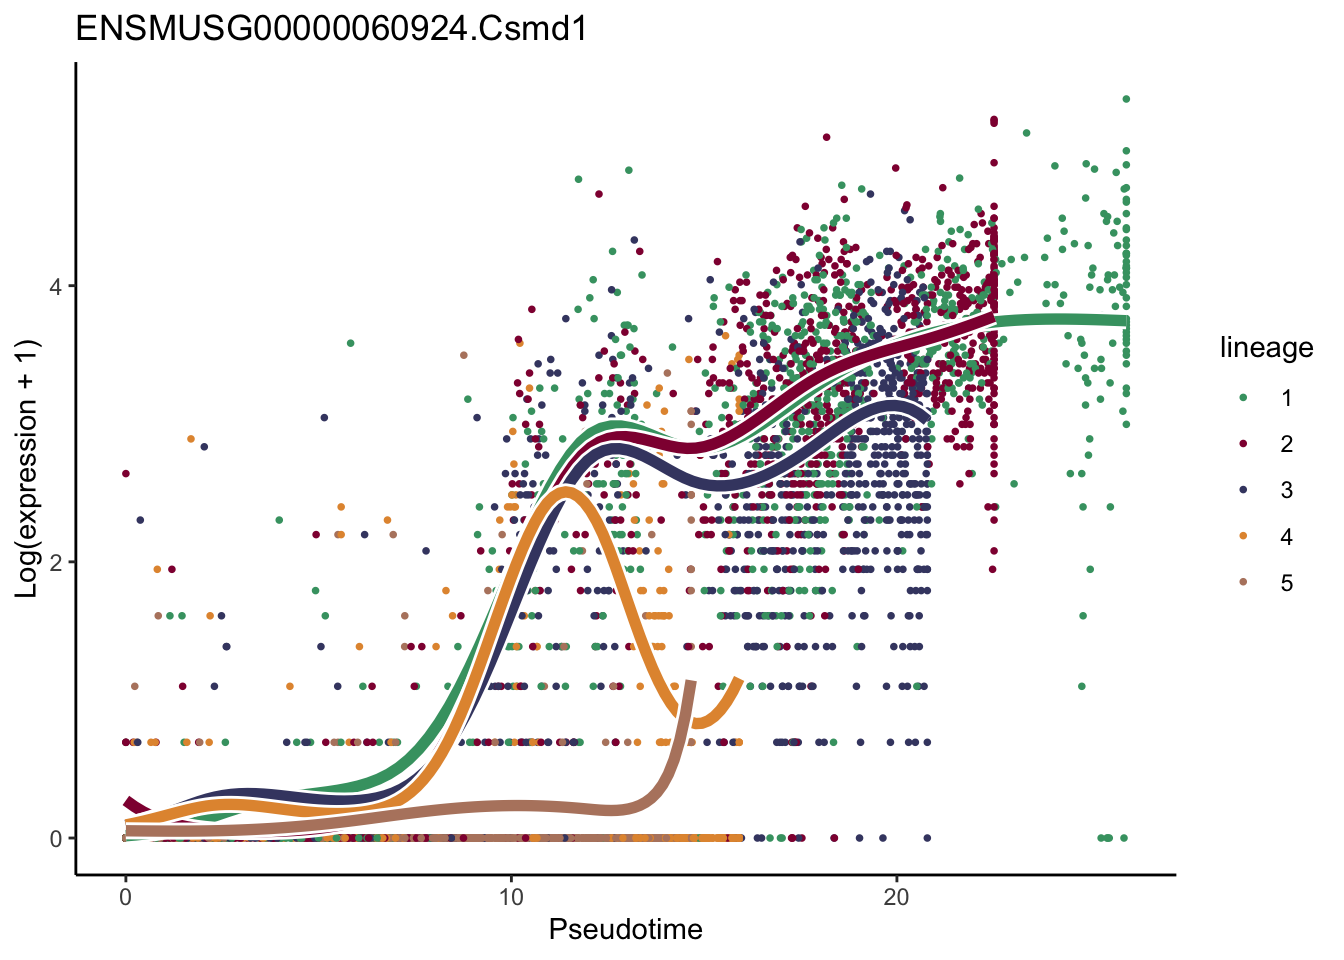 ENSMUSG00000060924.Csmd1
Log(expression + 1)
4
2
0
0
10
20
Pseudotime
lineage
1
2
3
4
5